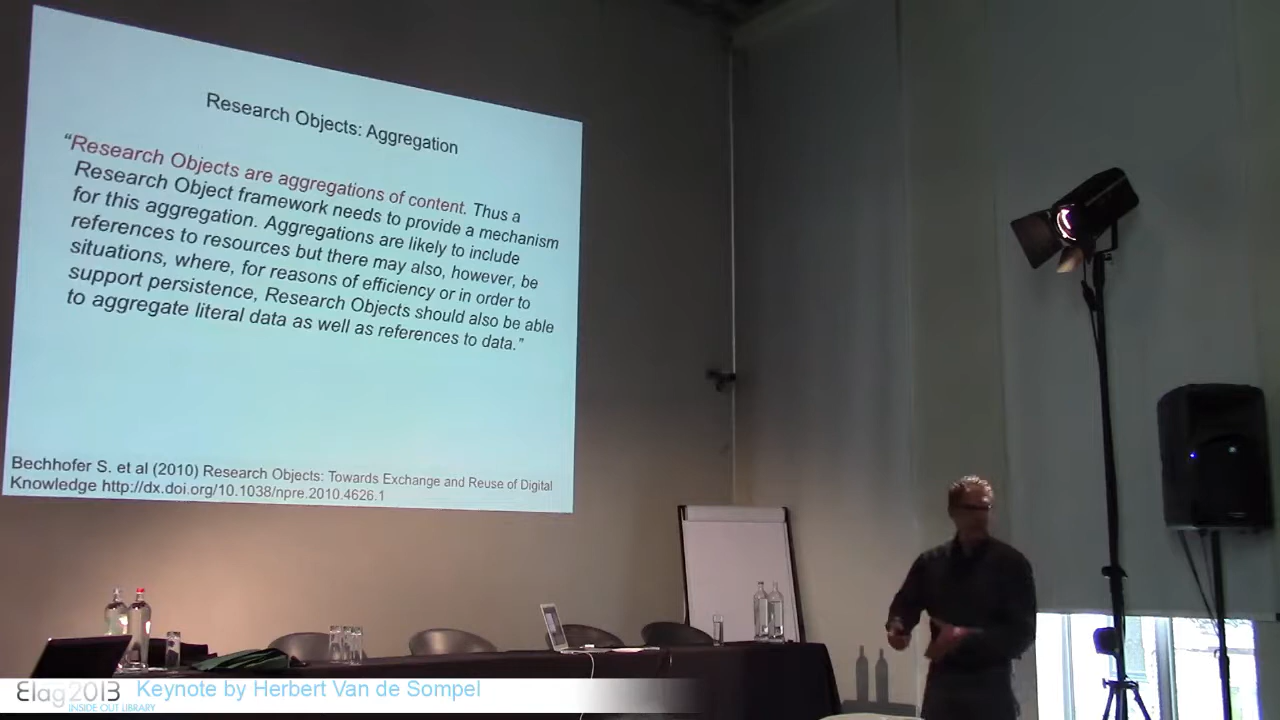 Research Objects: Aggregation
“Research Objects are aggregations of content. Thus a
Research Object framework needs to provide a mechanism
for this aggregation. Aggregations are likely to include
references to resources but there may also, however, be
situations, where, for reasons of efficiency or in order to
support persistence, Research Objects should also be able
to aggregate literal data as well as references to data.”
Bechhofer S. et al (2010) Research Objects: Towards Exchange and Reuse of Digital
Knowledge http://dx.doi.org/10.1038/npre.2010.4626.1
Elag2013 Keynote by Herbert Van de Sompel
INSIDE OUT LIBRARY